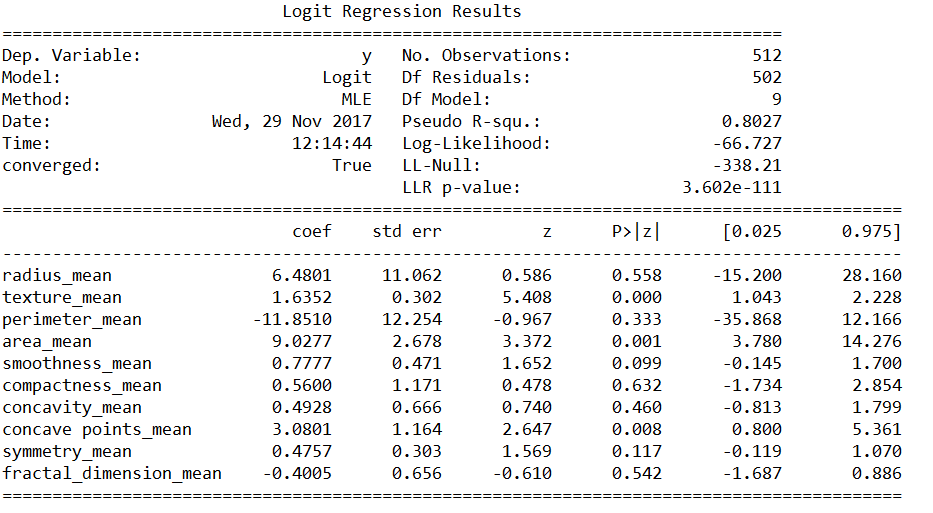 Logit Regression Results
==============================================================================
Dep. Variable: y No. Observations: 512
Model: Logit Df Residuals: 502
Method: MLE Df Model: 9
Date: Wed, 29 Nov 2017 Pseudo R-squ.: 0.8027
Time: 12:14:44 Log-Likelihood: -66.727
converged: True LL-Null: -338.21
LLR p-value: 3.602e-111
==========================================================================================
coef std err z P>|z| [0.025 0.975]
------------------------------------------------------------------------------------------
radius_mean 6.4801 11.062 0.586 0.558 -15.200 28.160
texture_mean 1.6352 0.302 5.408 0.000 1.043 2.228
perimeter_mean -11.8510 12.254 -0.967 0.333 -35.868 12.166
area_mean 9.0277 2.678 3.372 0.001 3.780 14.276
smoothness_mean 0.7777 0.471 1.652 0.099 -0.145 1.700
compactness_mean 0.5600 1.171 0.478 0.632 -1.734 2.854
concavity_mean 0.4928 0.666 0.740 0.460 -0.813 1.799
concave points_mean 3.0801 1.164 2.647 0.008 0.800 5.361
symmetry_mean 0.4757 0.303 1.569 0.117 -0.119 1.070
fractal_dimension_mean -0.4005 0.656 -0.610 0.542 -1.687 0.886
==========================================================================================